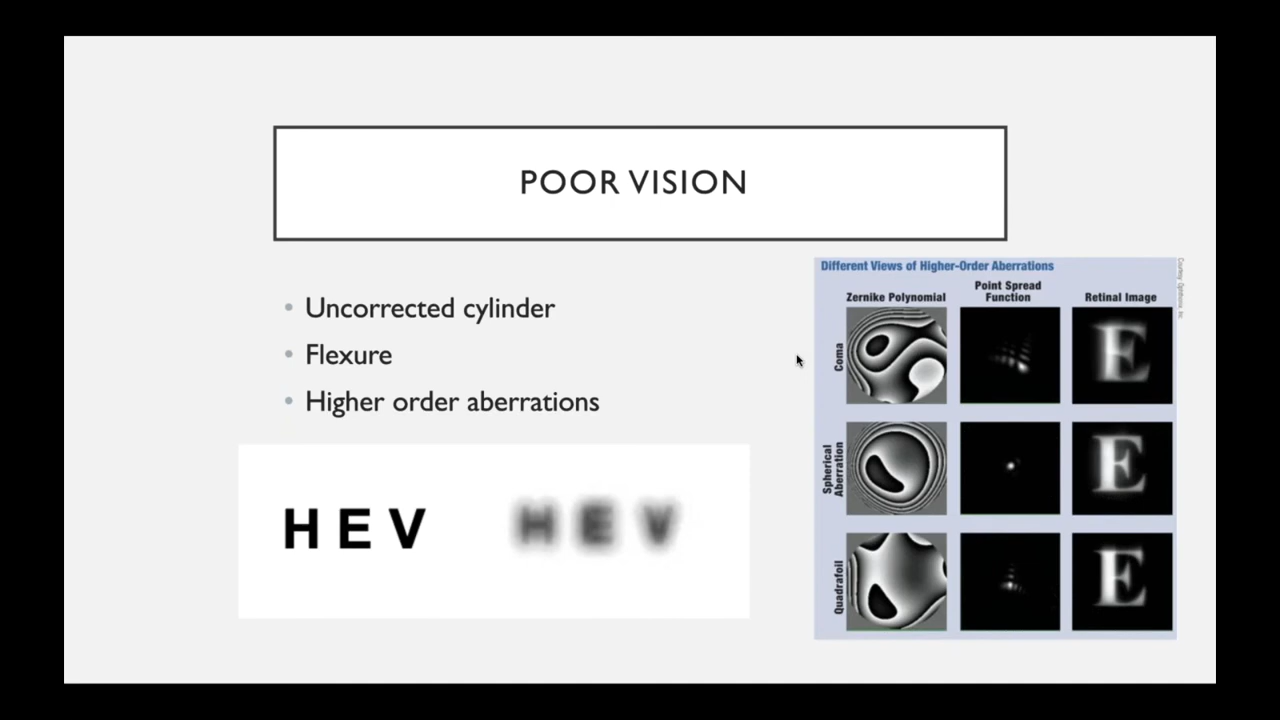 POOR VISION
Uncorrected cylinder
Flexure
Higher order aberrations
H E V
H E V
Different Views of Higher-Order Aberrations
Zernike Polynomial
Point Spread
Function
Retinal Image
Coma
E
Spherical
Aberration
E
Quadrafoil
E